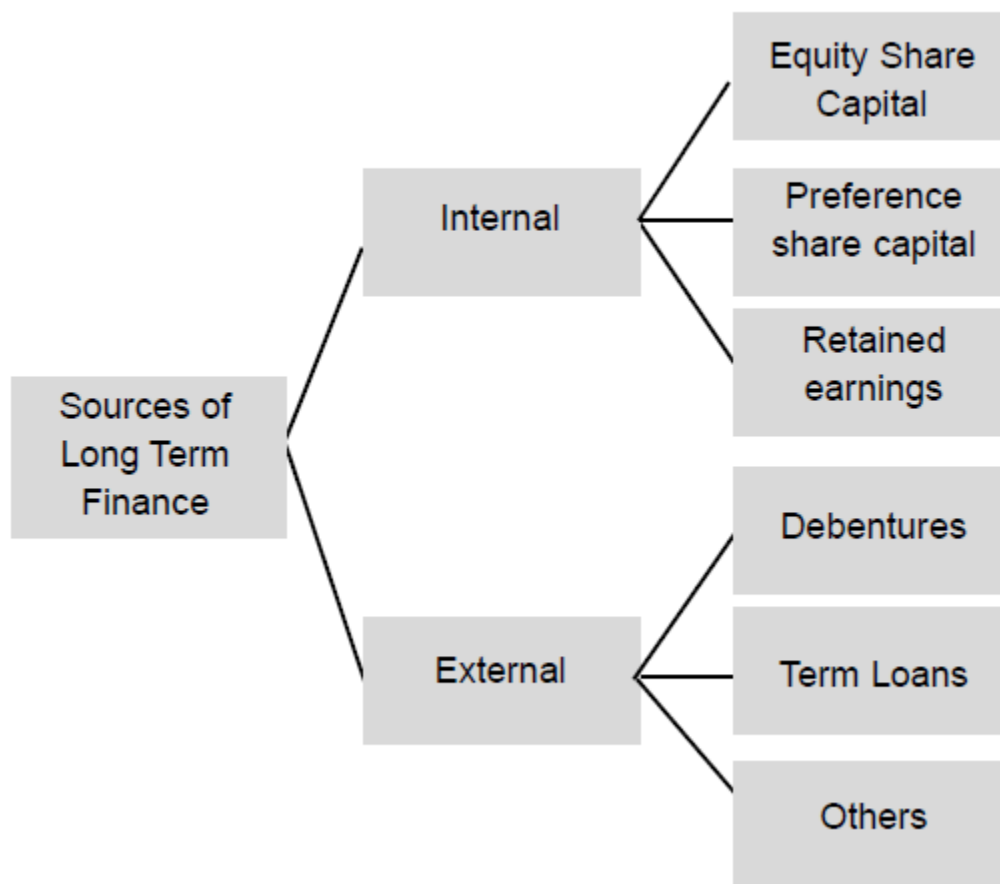 Equity Share
Capital
Internal
Preference
share capital
Retained
earnings
Sources of
Long Term
Finance
Debentures
External
Term Loans
Others